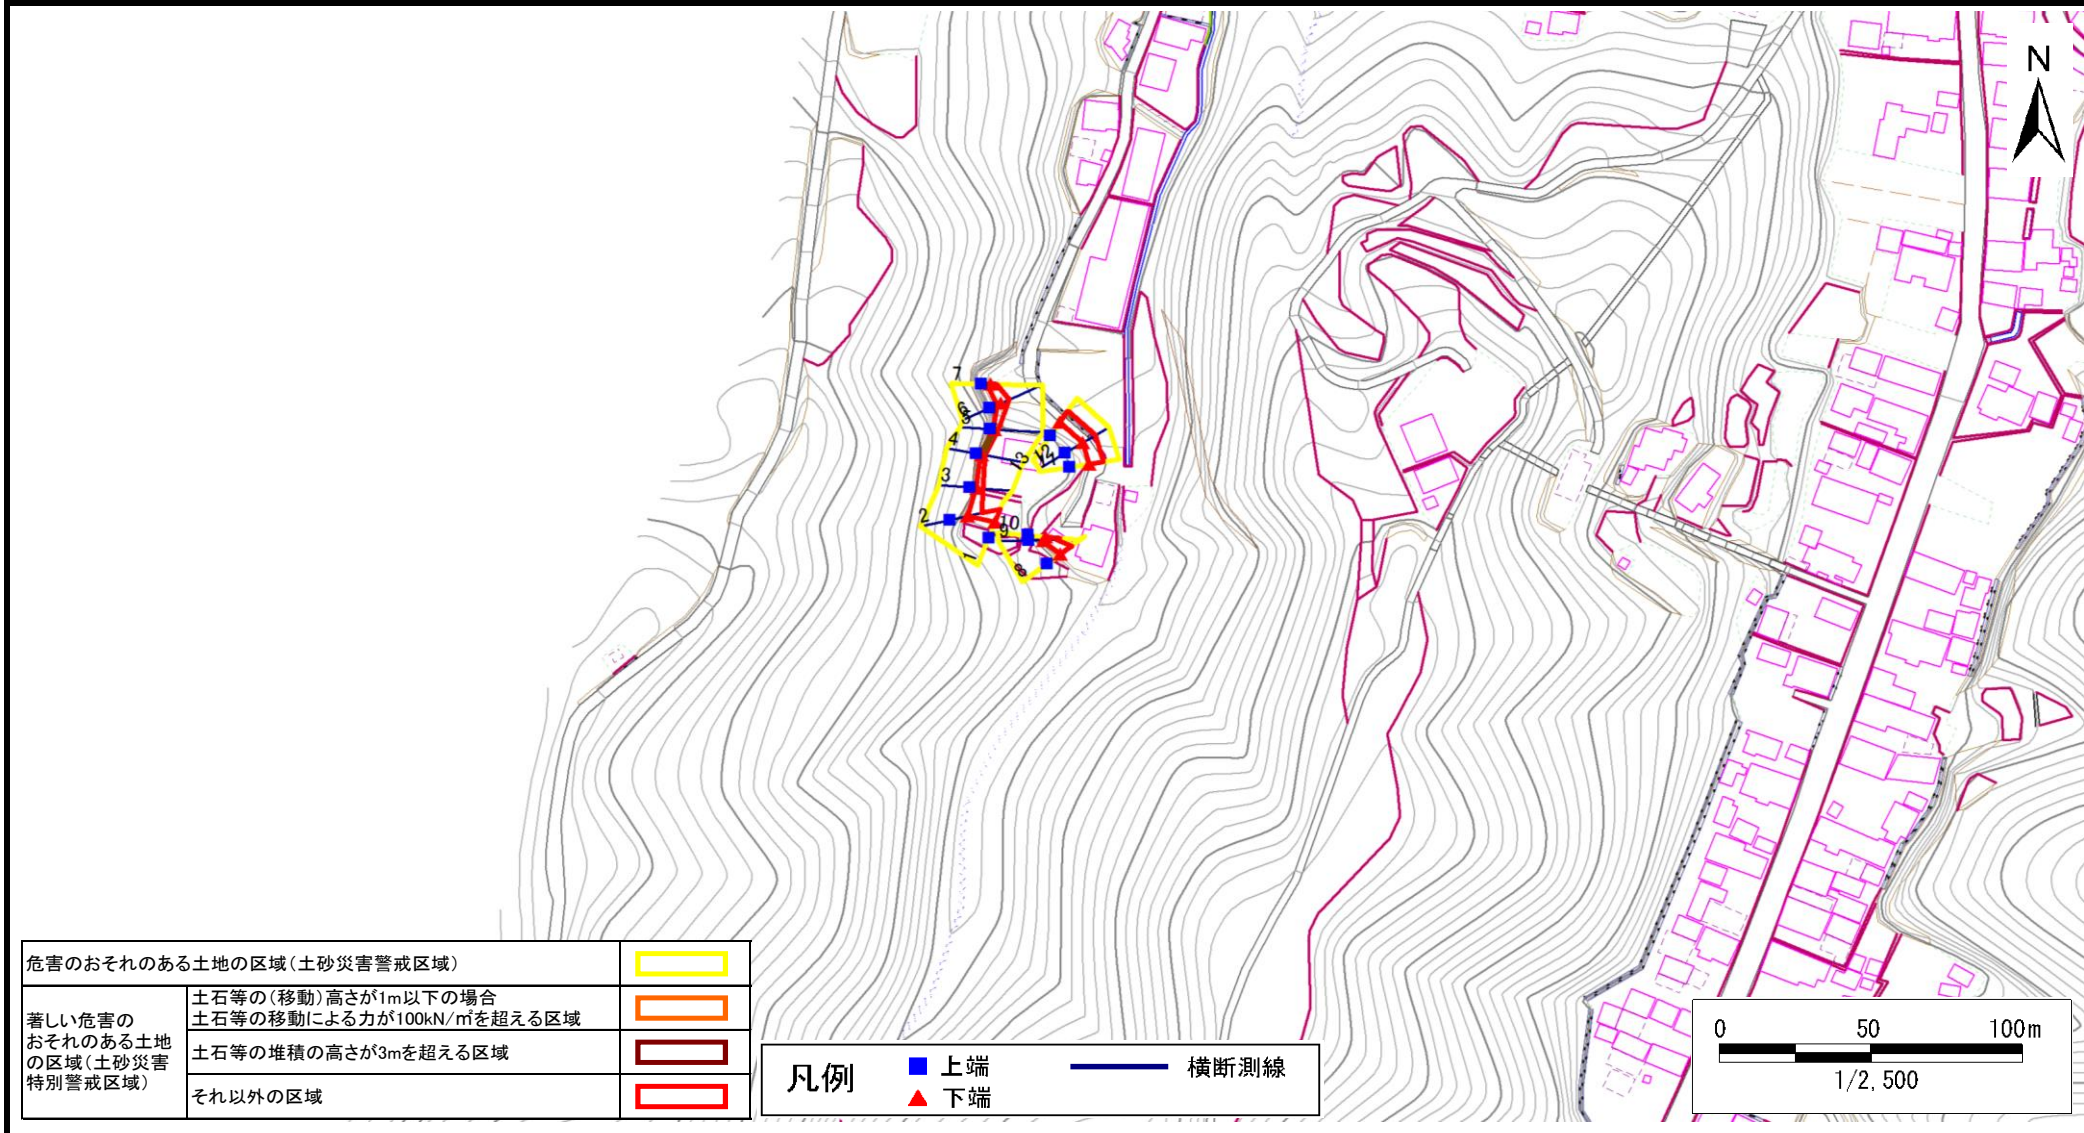 N
7
6
5
4
3
2
1
13
12
11
10
9
8
危害のおそれのある土地の区域(土砂災害警戒区域)
著しい危害の
おそれのある土地
の区域(土砂災害
特別警戒区域)
土石等の(移動)高さが1m以下の場合
土石等の移動による力が100kN/㎡を超える区域
土石等の堆積の高さが3mを超える区域
それ以外の区域
凡例
上端
下端
横断測線
0 50 100m
1/2,500